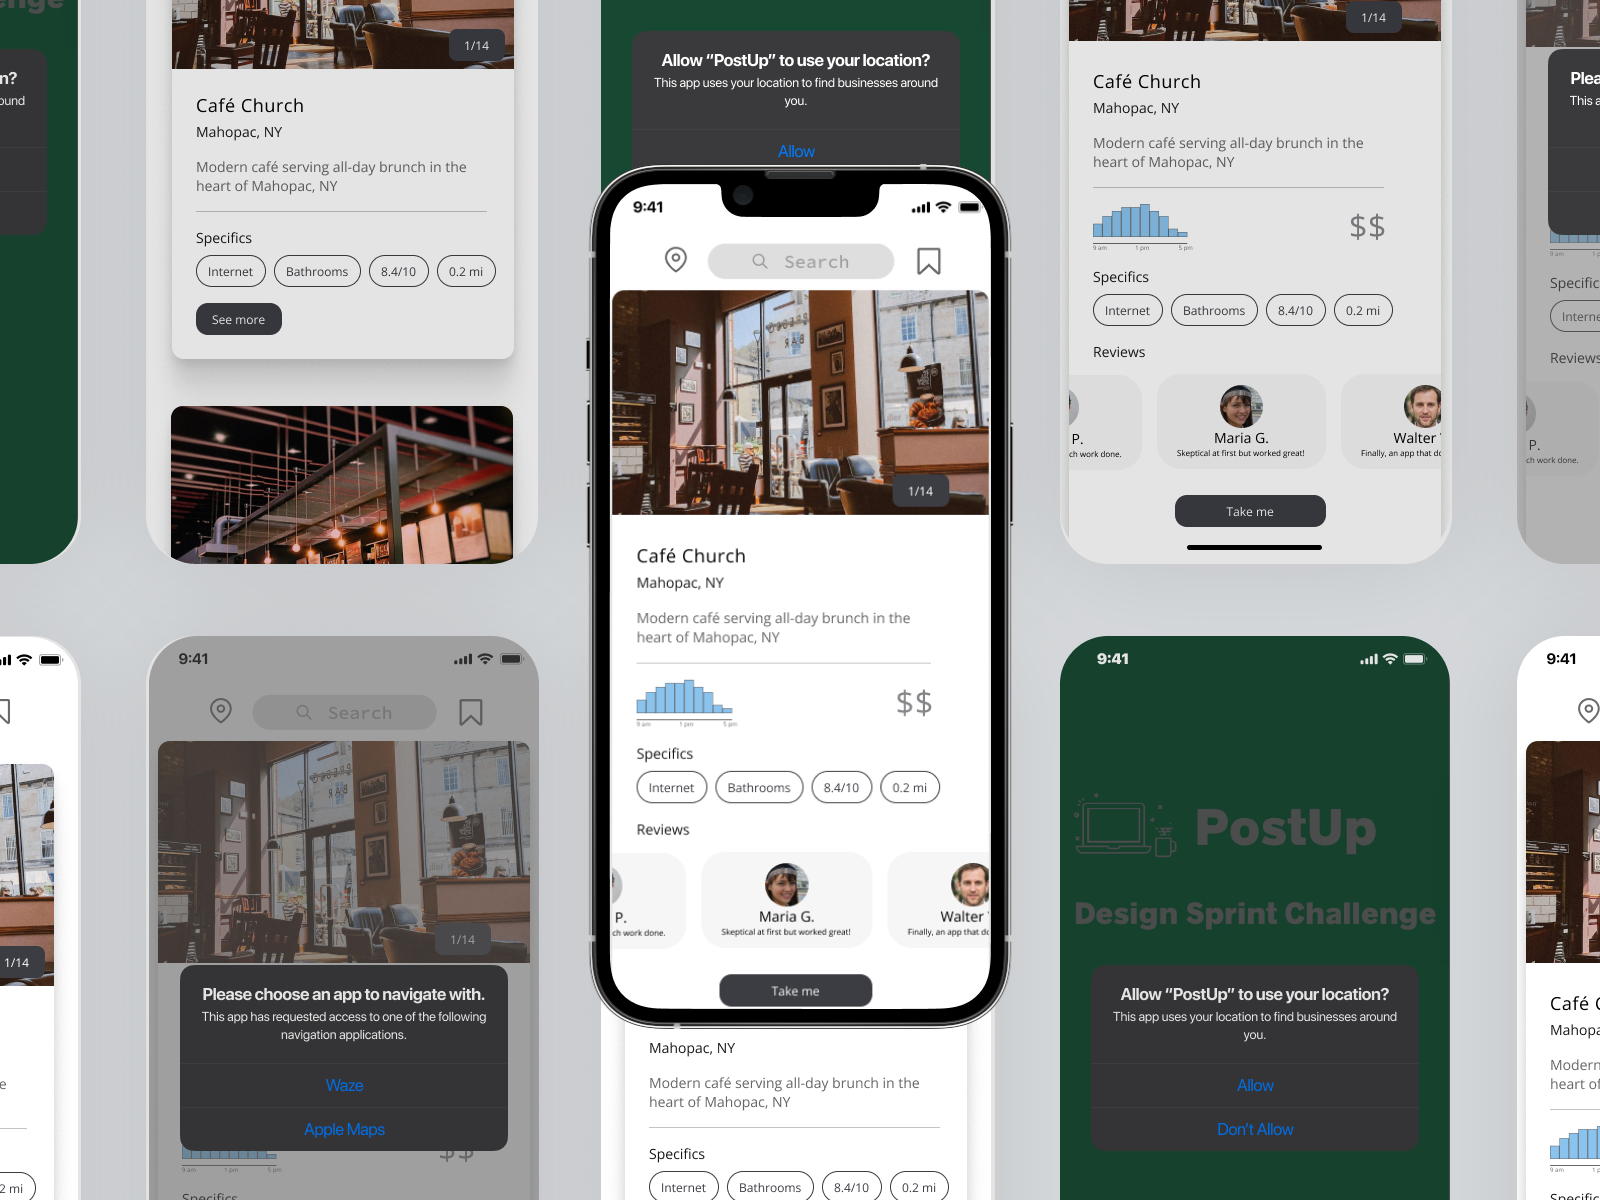 enge
n?
ound
1/14
Café Church
Mahopac, NY
Modern café serving all-day brunch in the
heart of Mahopac, NY
Specifics
Internet
Bathrooms
8.4/10
0.2 mi
See more
Allow “PostUp” to use your location?
This app uses your location to find businesses around
you.
Allow
1/14
Café Church
Mahopac, NY
Modern café serving all-day brunch in the
heart of Mahopac, NY
9 am
1 pm
5 pm
$$
Specifics
Internet
Bathrooms
8.4/10
0.2 mi
Reviews
P.
ch work done.
Maria G.
Skeptical at first but worked great!
Walter
Finally, an app that do
Take me
Plea
This a
9 am
Specific
Interne
Reviews
P.
ch work done.
9:41
Search
1/14
Café Church
Mahopac, NY
Modern café serving all-day brunch in the
heart of Mahopac, NY
9 am
1 pm
5 pm
$$
Specifics
Internet
Bathrooms
8.4/10
0.2 mi
Reviews
P.
ch work done.
Maria G.
Skeptical at first but worked great!
Walter
Finally, an app that do
Take me
1/14
e
2 mi
9:41
Search
1/14
Please choose an app to navigate with.
This app has requested access to one of the following
navigation applications.
Waze
Apple Maps
9 am
1 pm
5 pm
$$
Specifics
Mahopac, NY
Modern café serving all-day brunch in the
heart of Mahopac, NY
Specifics
Internet
Bathrooms
8.4/10
0.2 mi
9:41
PostUp
Design Sprint Challenge
Allow “PostUp” to use your location?
This app uses your location to find businesses around
you.
Allow
Don’t Allow
9:41
Café C
Mahopa
Modern
heart of
9 am
1 p
Specific